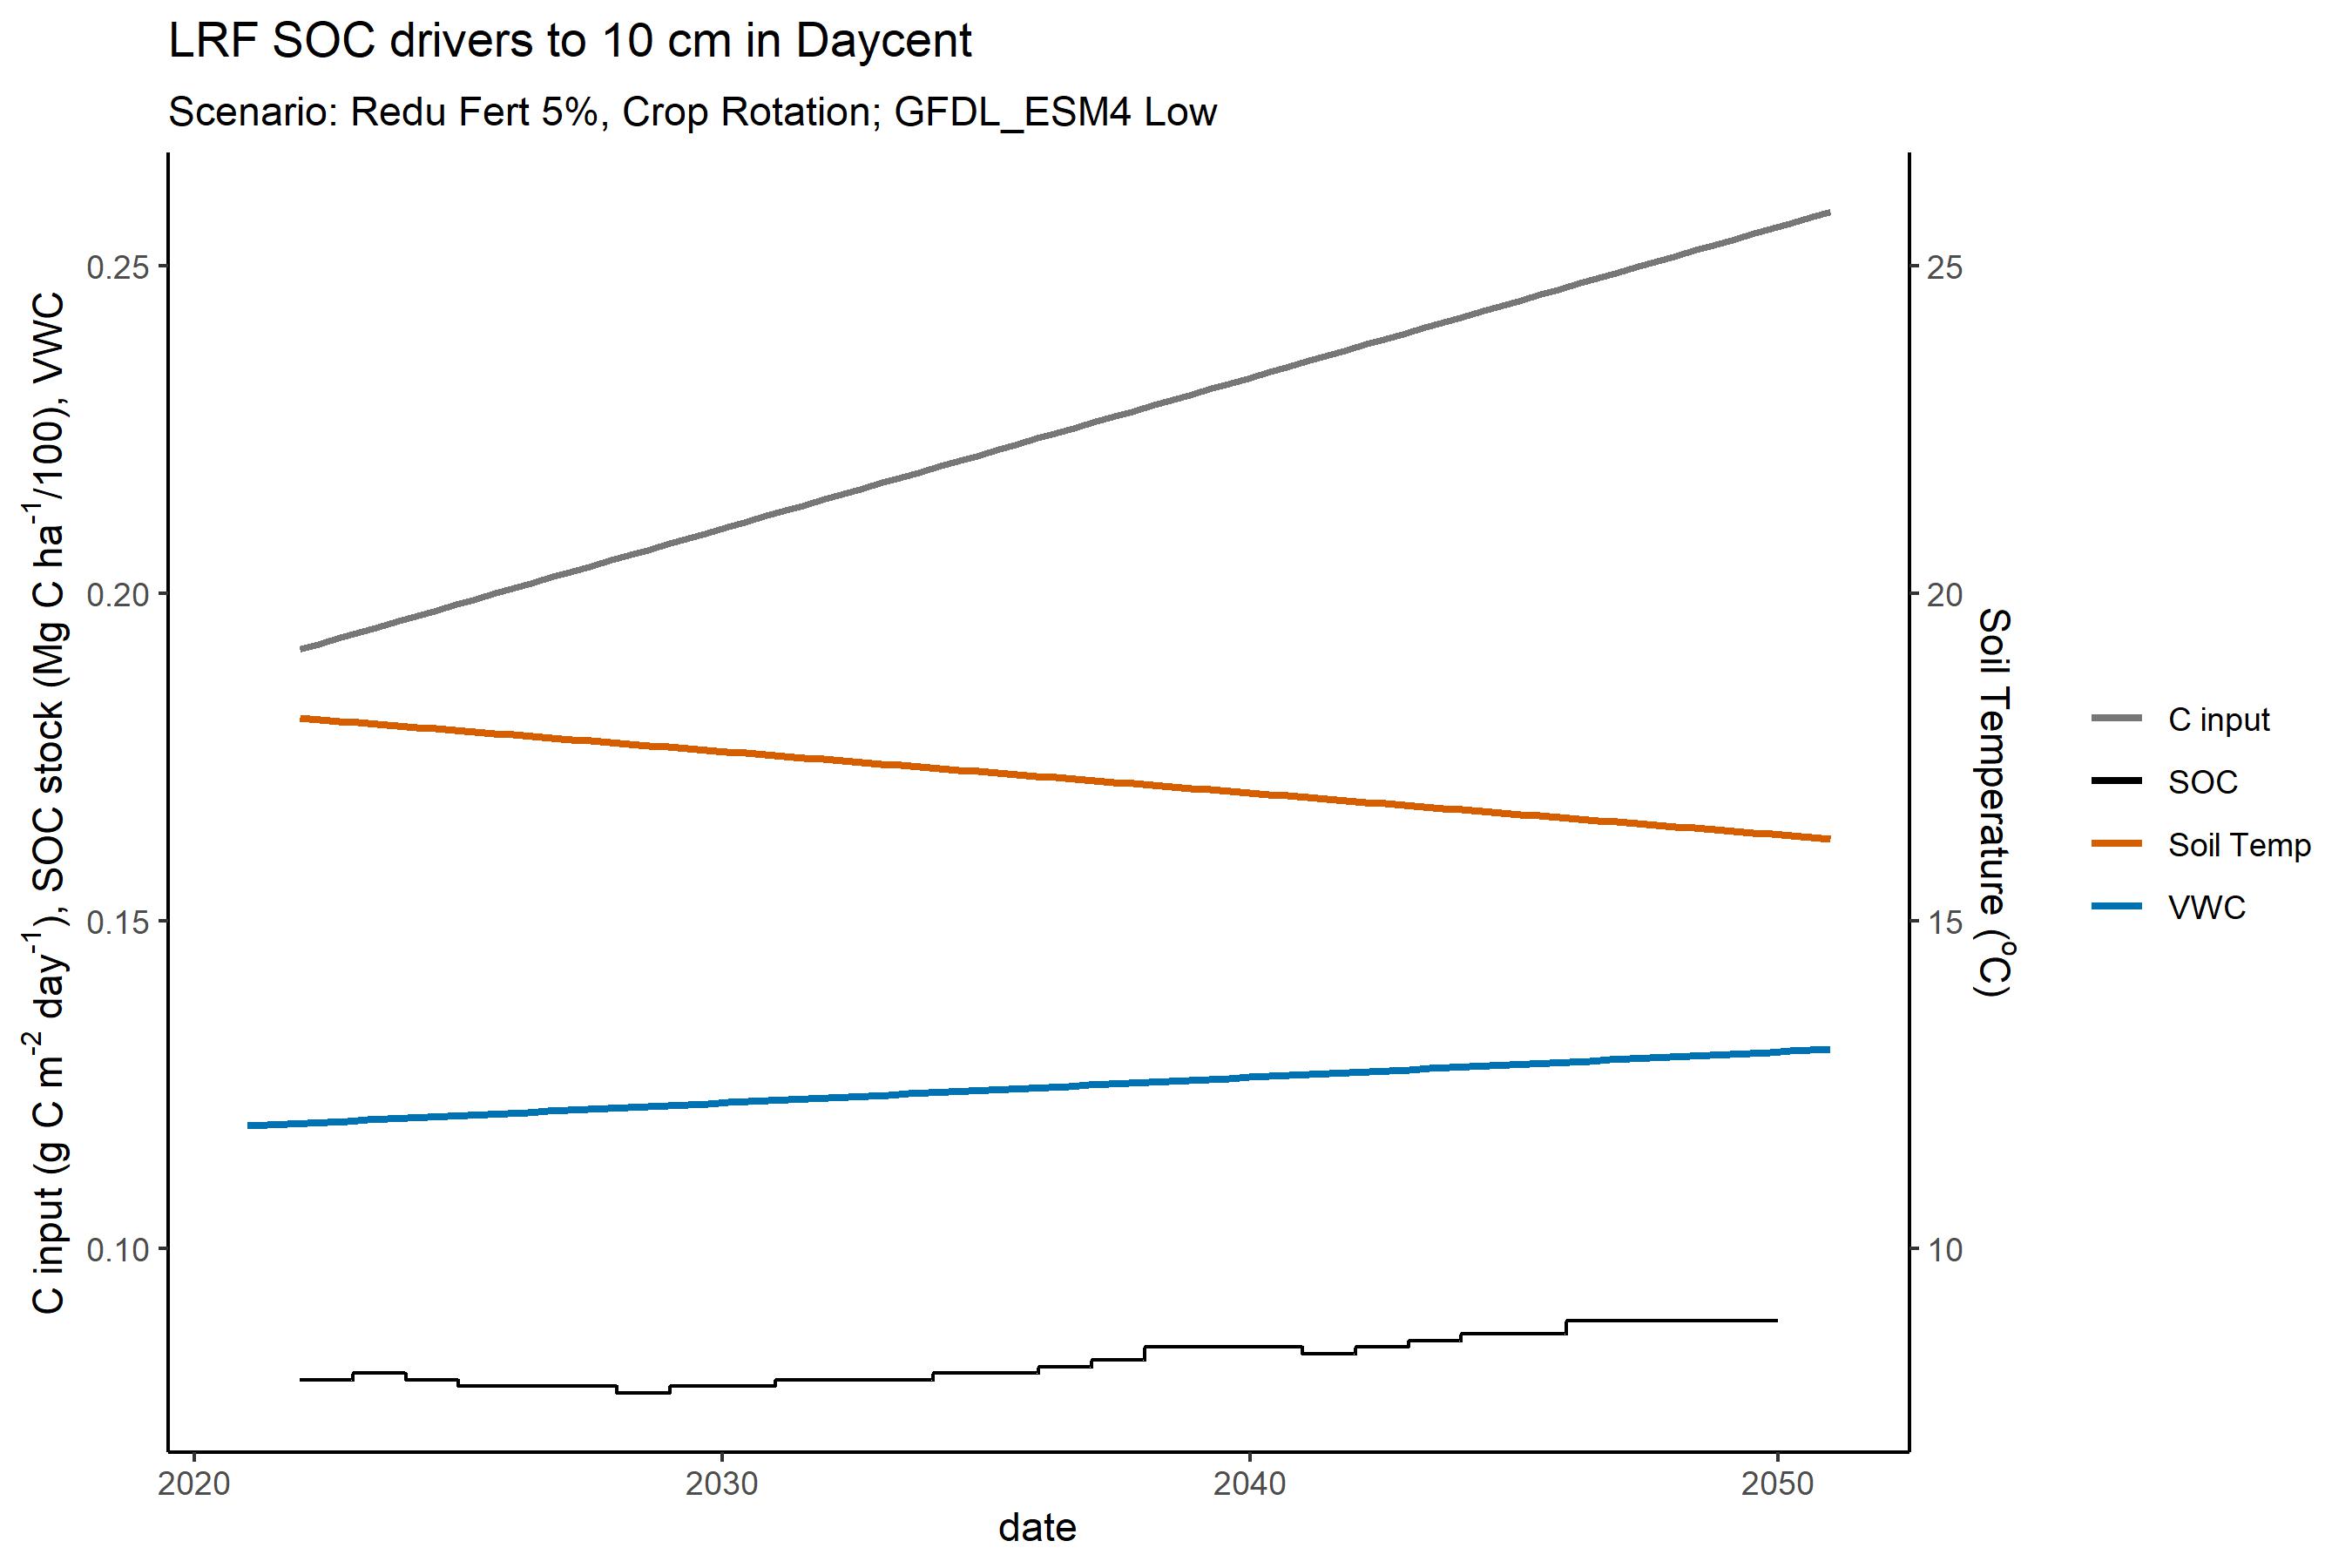 LRF SOC drivers to 10 cm in Daycent
Scenario: Redu Fert 5%, Crop Rotation; GFDL_ESM4 Low
C input (g C m⁻² day⁻¹), SOC stock (Mg C ha⁻¹/100), VWC
0.25
0.20
0.15
0.10
2020
2030
2040
2050
date
25
20
15
10
Soil Temperature (°C)
C input
SOC
Soil Temp
VWC